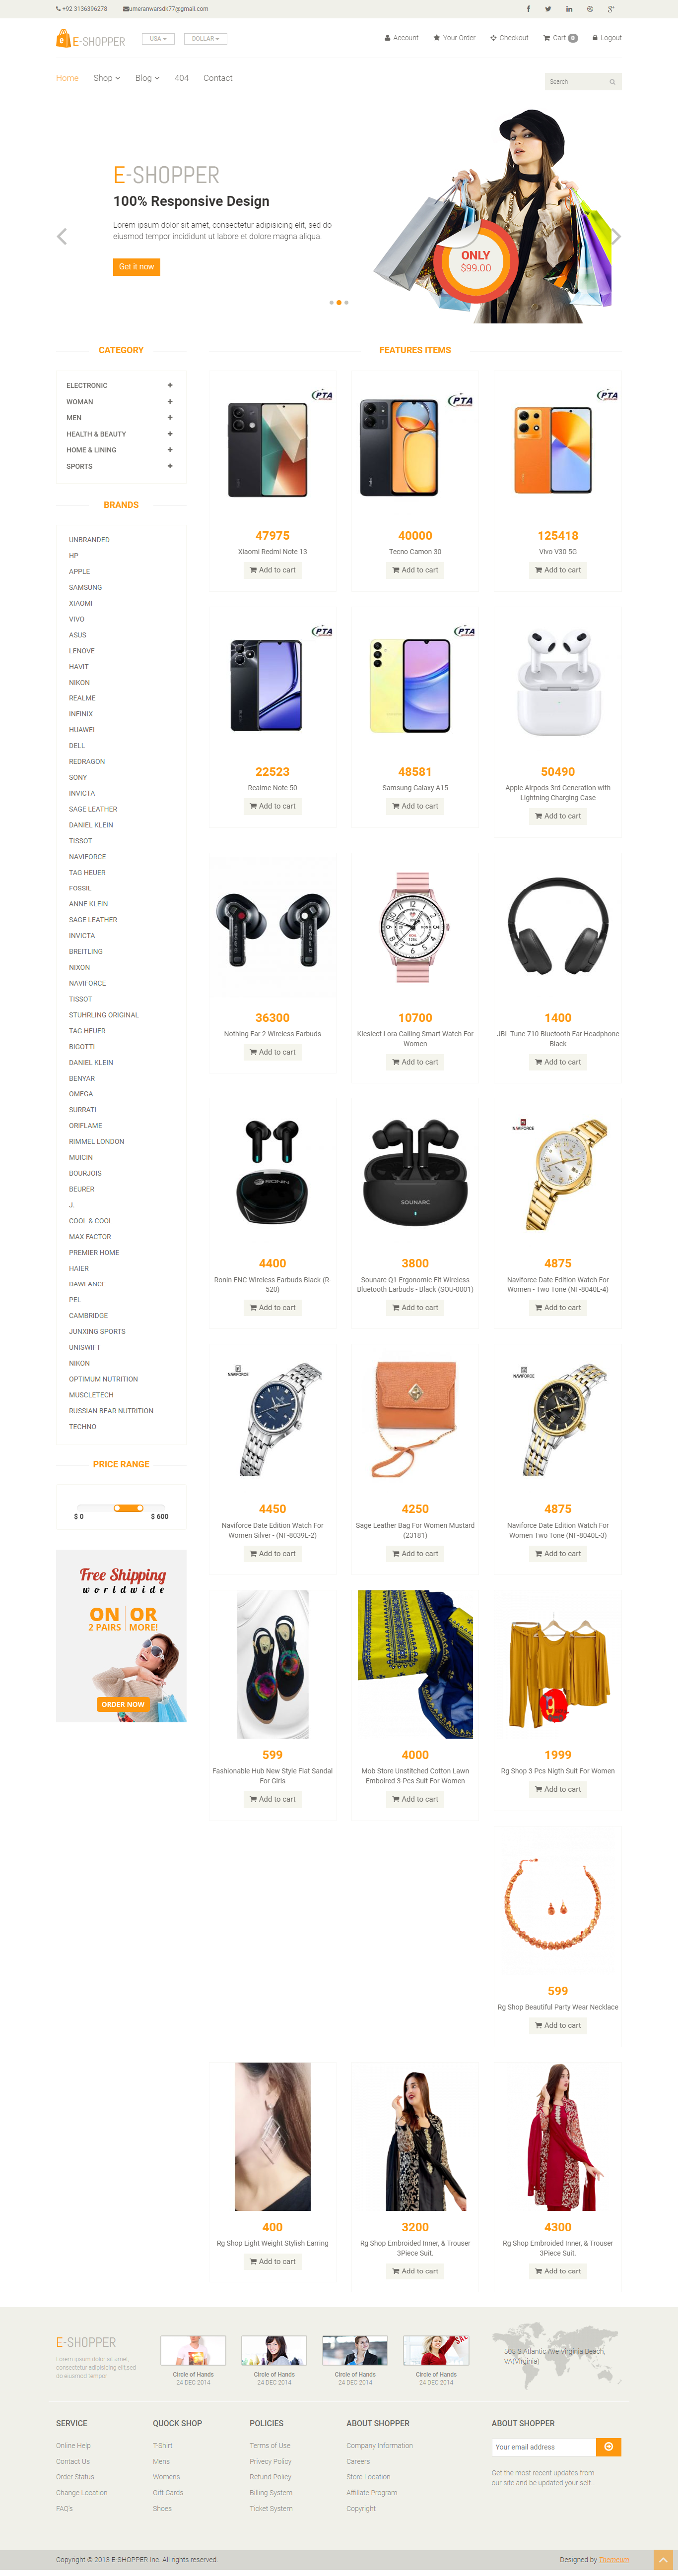 +92 3136396278
umeranwarsdk77@gmail.com
E-SHOPPER
USA
DOLLAR
Account
Your Order
Checkout
Cart 0
Logout
Home
Shop
Blog
404
Contact
Search
E-SHOPPER
100% Responsive Design
Lorem ipsum dolor sit amet, consectetur adipisicing elit, sed do
eiusmod tempor incididunt ut labore et dolore magna aliqua.
Get it now
ONLY
$99.00
CATEGORY
ELECTRONIC
WOMAN
MEN
HEALTH & BEAUTY
HOME & LINING
SPORTS
BRANDS
UNBRANDED
HP
APPLE
SAMSUNG
XIAOMI
VIVO
ASUS
LENOVE
HAVIT
NIKON
REALME
INFINIX
HUAWEI
DELL
REDRAGON
SONY
INVICTA
SAGE LEATHER
DANIEL KLEIN
TISSOT
NAVIFORCE
TAG HEUER
FOSSIL
ANNE KLEIN
SAGE LEATHER
INVICTA
BREITLING
NIXON
NAVIFORCE
TISSOT
STUHRLING ORIGINAL
TAG HEUER
BIGOTTI
DANIEL KLEIN
BENYAR
OMEGA
SURRATI
ORIFLAME
RIMMEL LONDON
MUICIN
BOURJOIS
BEURER
J.
COOL & COOL
MAX FACTOR
PREMIER HOME
HAIER
DAWLANCE
PEL
CAMBRIDGE
JUNXING SPORTS
UNISWIFT
NIKON
OPTIMUM NUTRITION
MUSCLETECH
RUSSIAN BEAR NUTRITION
TECHNO
PRICE RANGE
$ 0
$ 600
Free Shipping
worldwide
ON OR
2 PAIRS MORE!
ORDER NOW
FEATURES ITEMS
PTA
47975
Xiaomi Redmi Note 13
Add to cart
PTA
40000
Tecno Camon 30
Add to cart
PTA
125418
Vivo V30 5G
Add to cart
PTA
22523
Realme Note 50
Add to cart
PTA
48581
Samsung Galaxy A15
Add to cart
50490
Apple Airpods 3rd Generation with
Lightning Charging Case
Add to cart
36300
Nothing Ear 2 Wireless Earbuds
Add to cart
10700
Kieslect Lora Calling Smart Watch For
Women
Add to cart
1400
JBL Tune 710 Bluetooth Ear Headphone
Black
Add to cart
RONIN
4400
Ronin ENC Wireless Earbuds Black (R-
520)
Add to cart
SOUNARC
3800
Sounarc Q1 Ergonomic Fit Wireless
Bluetooth Earbuds - Black (SOU-0001)
Add to cart
NAVIFORCE
4875
Naviforce Date Edition Watch For
Women - Two Tone (NF-8040L-4)
Add to cart
NAVIFORCE
4450
Naviforce Date Edition Watch For
Women Silver - (NF-8039L-2)
Add to cart
4250
Sage Leather Bag For Women Mustard
(23181)
Add to cart
NAVIFORCE
4875
Naviforce Date Edition Watch For
Women Two Tone (NF-8040L-3)
Add to cart
599
Fashionable Hub New Style Flat Sandal
For Girls
Add to cart
4000
Mob Store Unstitched Cotton Lawn
Emboired 3-Pcs Suit For Women
Add to cart
1999
Rg Shop 3 Pcs Nigth Suit For Women
Add to cart
599
Rg Shop Beautiful Party Wear Necklace
Add to cart
400
Rg Shop Light Weight Stylish Earring
Add to cart
3200
Rg Shop Embroided Inner, & Trouser
3Piece Suit.
Add to cart
4300
Rg Shop Embroided Inner, & Trouser
3Piece Suit.
Add to cart
E-SHOPPER
Lorem ipsum dolor sit amet,
consectetur adipisicing elit,sed
do eiusmod tempor
Circle of Hands
24 DEC 2014
Circle of Hands
24 DEC 2014
Circle of Hands
24 DEC 2014
SALE
Circle of Hands
24 DEC 2014
505 S Atlantic Ave Virginia Beach,
VA(Virginia)
SERVICE
Online Help
Contact Us
Order Status
Change Location
FAQ's
QUOCK SHOP
T-Shirt
Mens
Womens
Gift Cards
Shoes
POLICIES
Terms of Use
Privecy Policy
Refund Policy
Billing System
Ticket System
ABOUT SHOPPER
Company Information
Careers
Store Location
Affillate Program
Copyright
ABOUT SHOPPER
Your email address
Get the most recent updates from
our site and be updated your self...
Copyright © 2013 E-SHOPPER Inc. All rights reserved.
Designed by Themeum